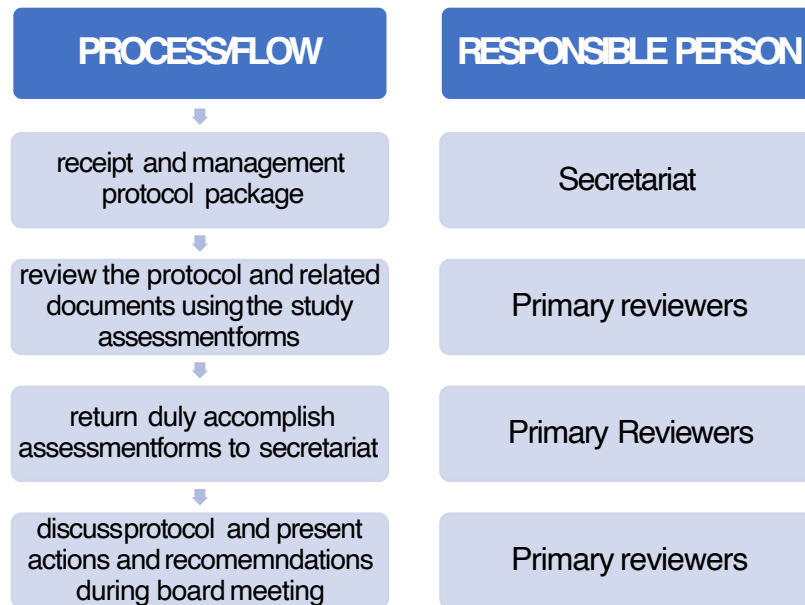 PROCESS/FLOW
RESPONSIBLE PERSON
receipt and management
protocol package
Secretariat
review the protocol and related
documents using the study
assessmentforms
Primary reviewers
return duly accomplish
assessmentforms to secretariat
Primary Reviewers
discussprotocol and present
actions and recomemndations
during board meeting
Primary reviewers